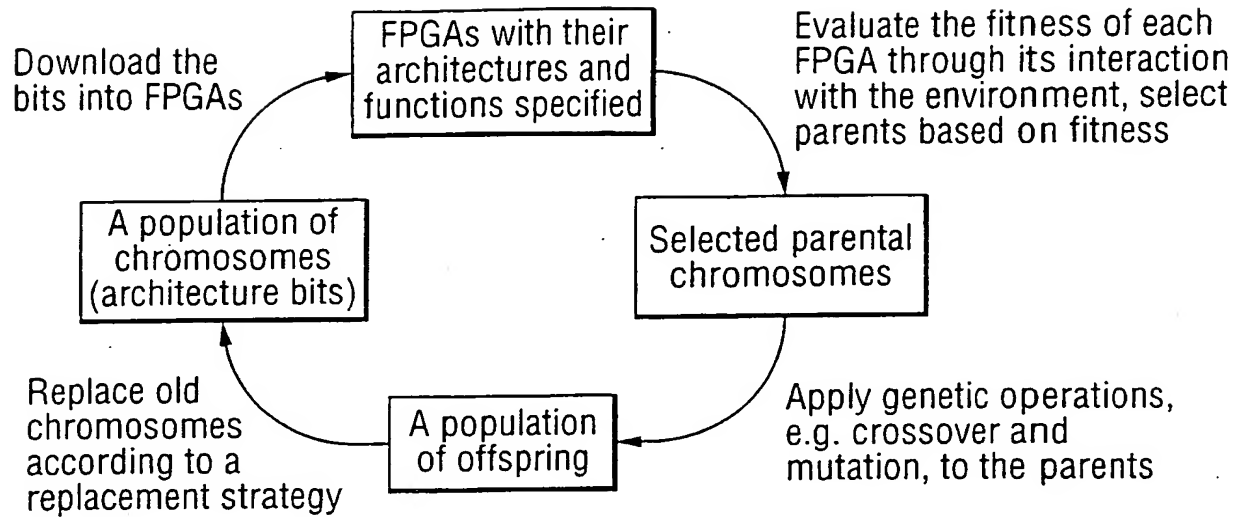 FPGAs with their
architectures and
functions specified
Evaluate the fitness of each
FPGA through its interaction
with the environment, select
parents based on fitness
Selected parental
chromosomes
Apply genetic operations,
e.g. crossover and
mutation, to the parents
A population
of offspring
Replace old
chromosomes
according to a
replacement strategy
A population of
chromosomes
(architecture bits)
Download the
bits into FPGAs